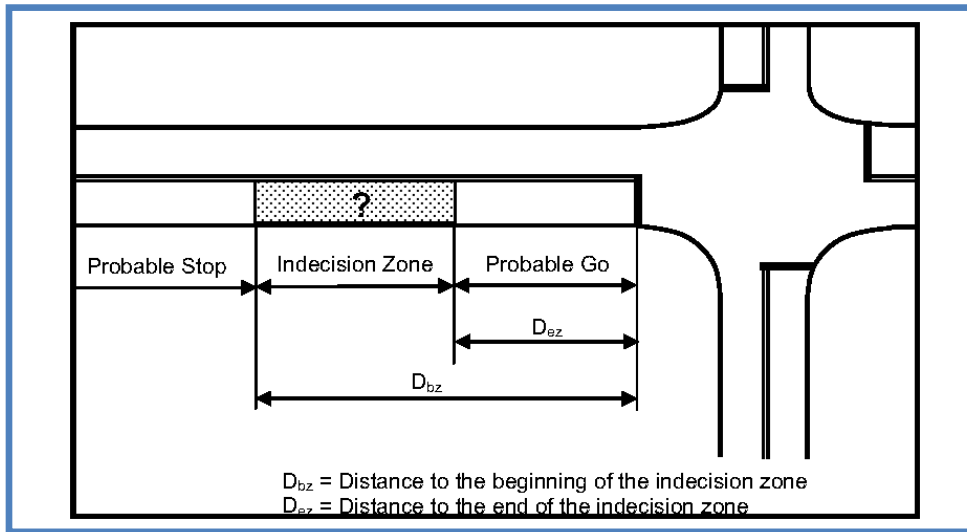 ?
Probable Stop
Indecision Zone
Probable Go
Dez
Dbz
Dbz = Distance to the beginning of the indecision zone
Dez = Distance to the end of the indecision zone